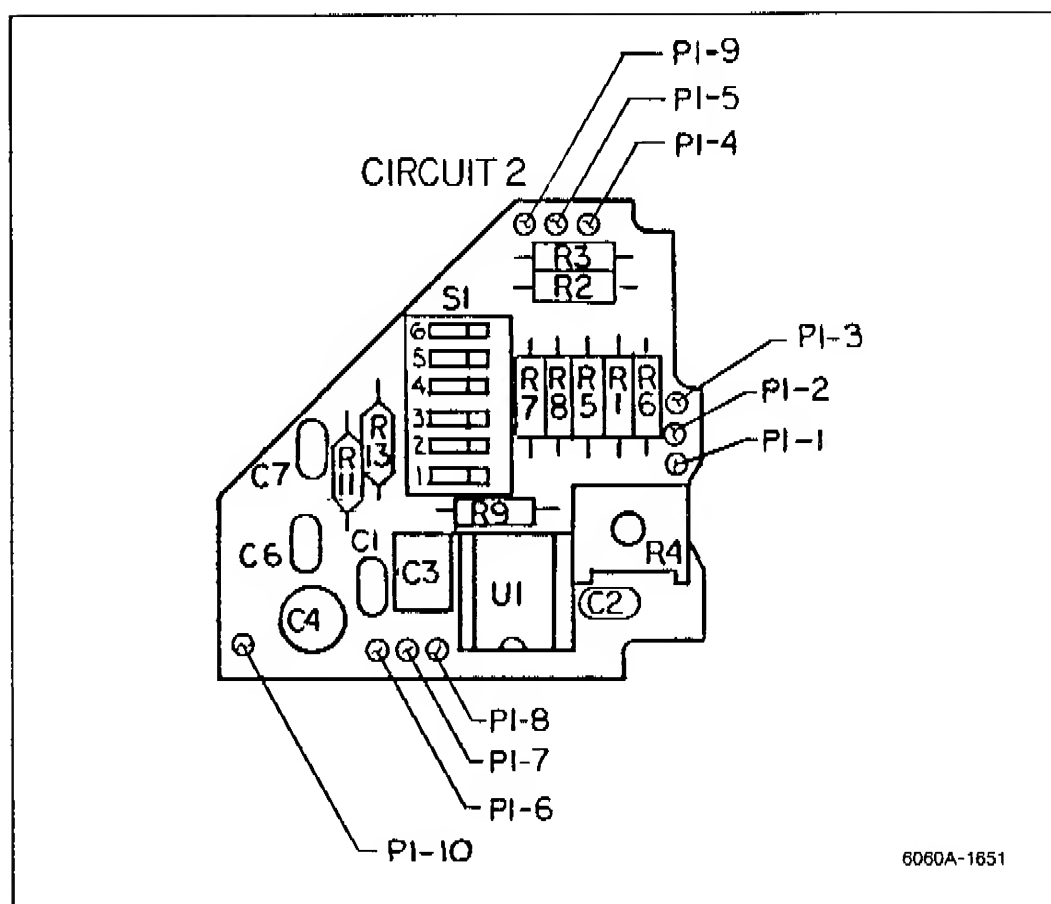 P1-9
P1-5
P1-4
CIRCUIT 2
R3
R2
S1
6
5
4
3
2
1
R7
R8
R5
R1
R6
P1-3
P1-2
P1-1
R13
R11
C7
R9
R4
C6
C1
C3
U1
C2
C4
P1-8
P1-7
P1-6
P1-10
6060A-1651